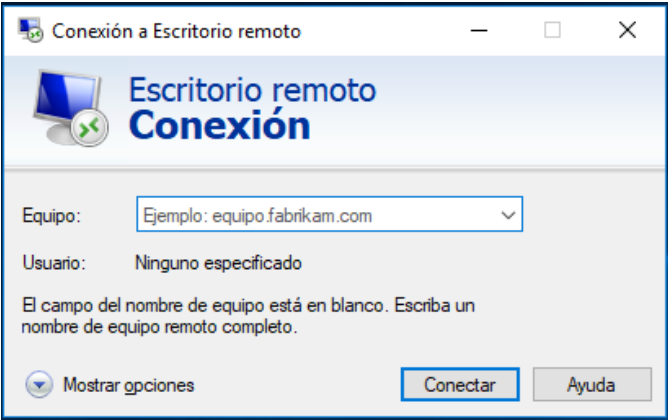 Conexión a Escritorio remoto
Escritorio remoto
Conexión
Equipo: Ejemplo: equipo.fabrikam.com
Usuario: Ninguno especificado
El campo del nombre de equipo está en blanco. Escriba un
nombre de equipo remoto completo.
Mostrar opciones Conectar Ayuda